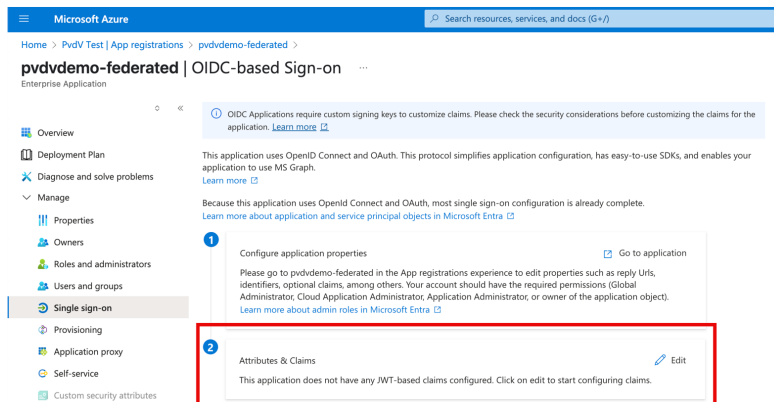 Microsoft Azure
Search resources, services, and docs (G+/)
Home > PvdV Test | App registrations > pvdvdemo-federated >
pvdvdemo-federated | OIDC-based Sign-on ...
Enterprise Application
OIDC Applications require custom signing keys to customize claims. Please check the security considerations before customizing the claims for the
application. Learn more
Overview
Deployment Plan
Diagnose and solve problems
Manage
Properties
Owners
Roles and administrators
Users and groups
Single sign-on
Provisioning
Application proxy
Self-service
Custom security attributes
This application uses OpenID Connect and OAuth. This protocol simplifies application configuration, has easy-to-use SDKs, and enables your
application to use MS Graph.
Learn more
Because this application uses OpenId Connect and OAuth, most single sign-on configuration is already complete.
Learn more about application and service principal objects in Microsoft Entra
1
Configure application properties
Go to application
Please go to pvdvdemo-federated in the App registrations experience to edit properties such as reply Urls,
identifiers, optional claims, among others. Your account should have the required permissions (Global
Administrator, Cloud Application Administrator, Application Administrator, or owner of the application object).
Learn more about admin roles in Microsoft Entra
2
Attributes & Claims
Edit
This application does not have any JWT-based claims configured. Click on edit to start configuring claims.